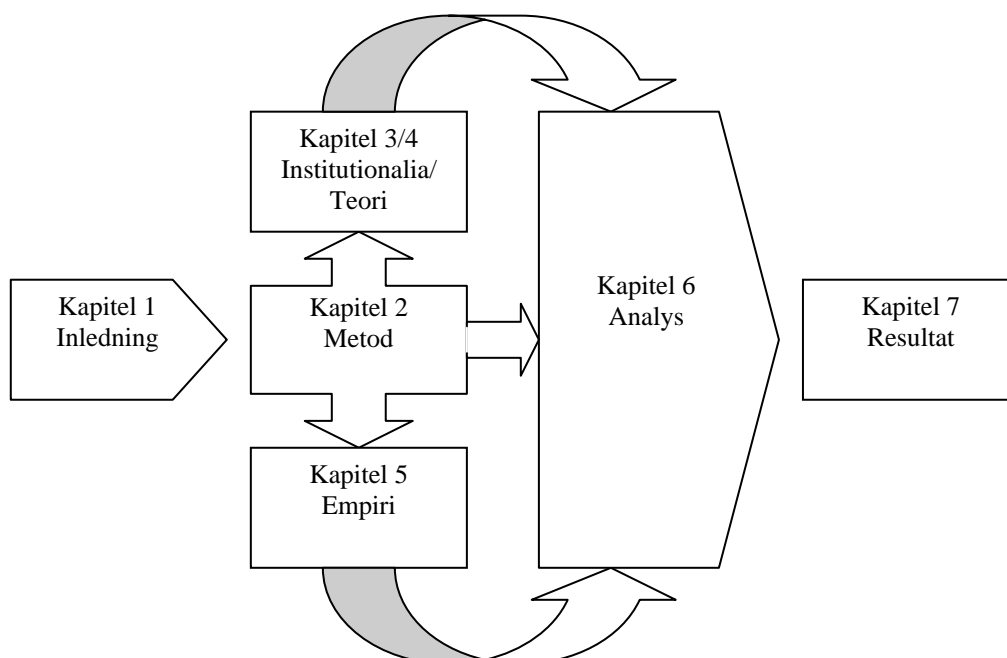 Kapitel 3/4
Institutionalia/
Teori
Kapitel 1
Inledning
Kapitel 2
Metod
Kapitel 6
Analys
Kapitel 7
Resultat
Kapitel 5
Empiri